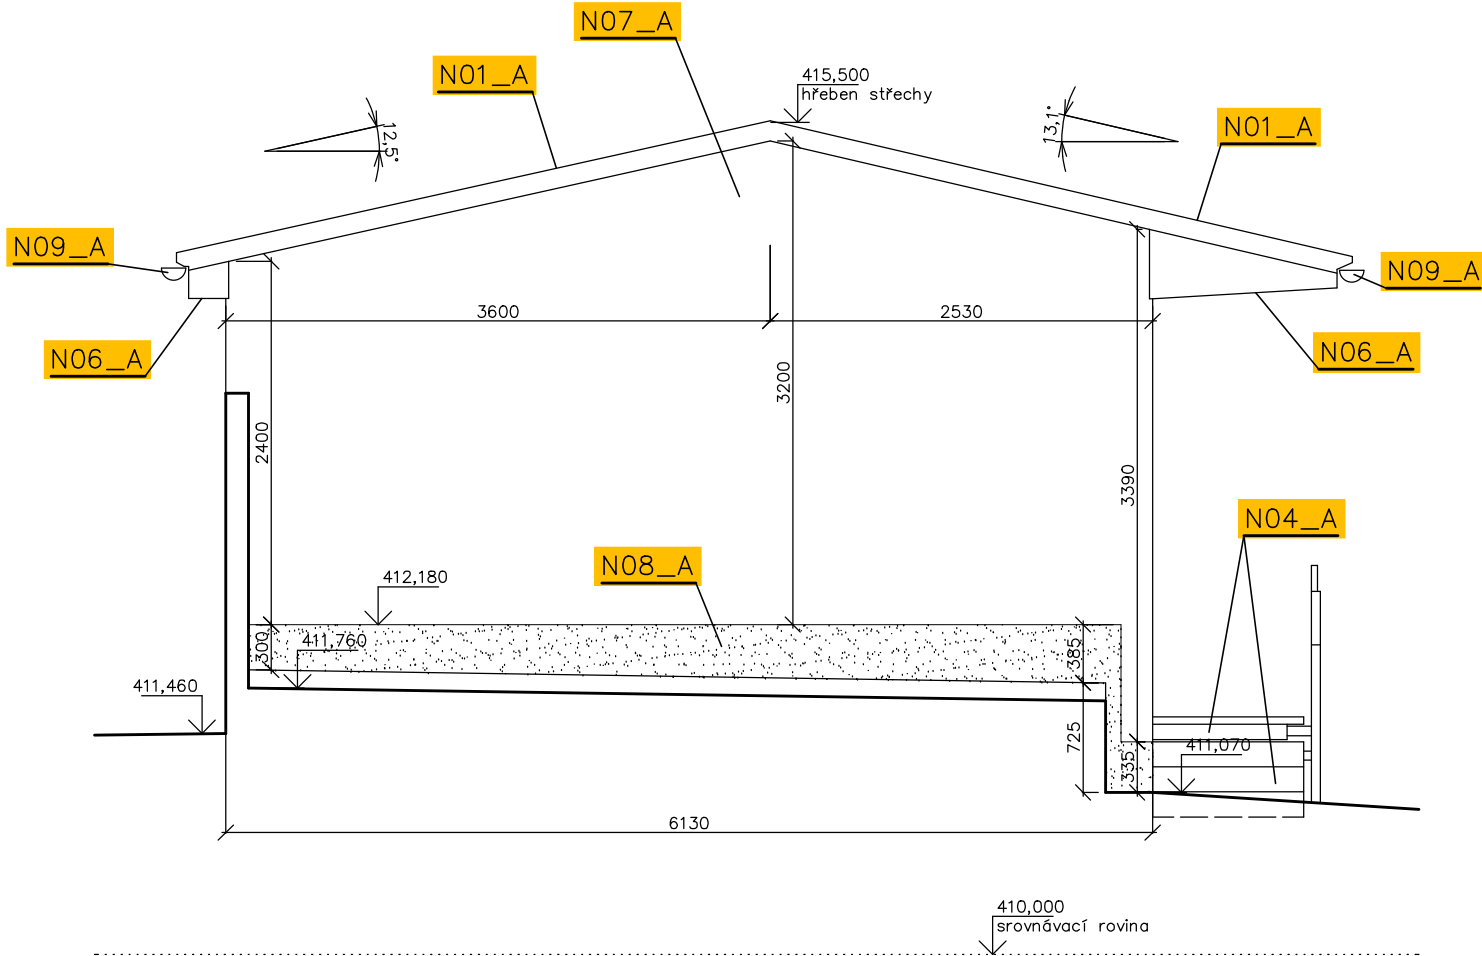 N07_A
N01_A
415,500
hřeben střechy
12,5°
13,1°
N01_A
N09_A
N09_A
3600
2530
N06_A
N06_A
3200
2400
3390
N04_A
N08_A
412,180
300
411,760
385
411,460
725
335
411,070
6130
410,000
srovnávací rovina